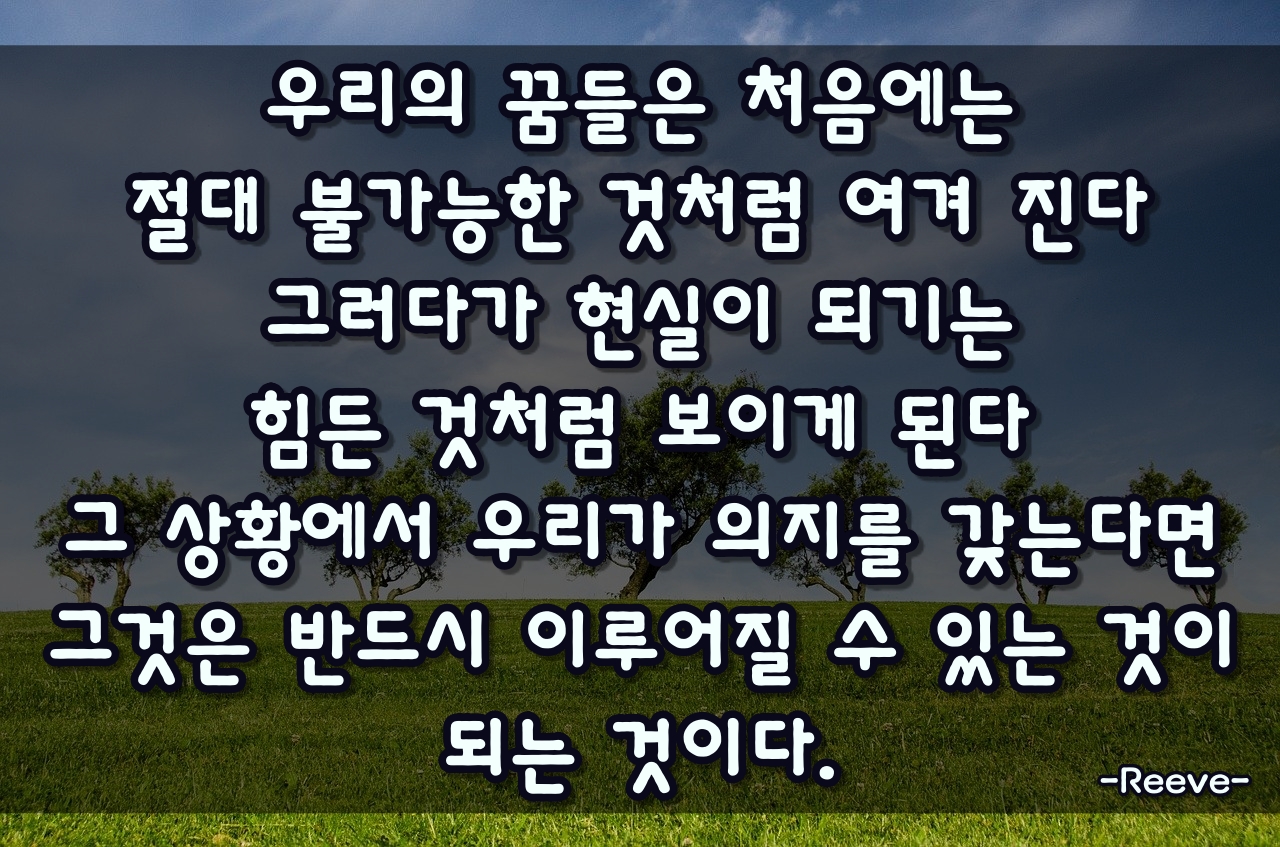 우리의 꿈들은 처음에는
절대 불가능한 것처럼 여겨 진다
그러다가 현실이 되기는
힘든 것처럼 보이게 된다
그 상황에서 우리가 의지를 갖는다면
그것은 반드시 이루어질 수 있는 것이
되는 것이다.
-Reeve-